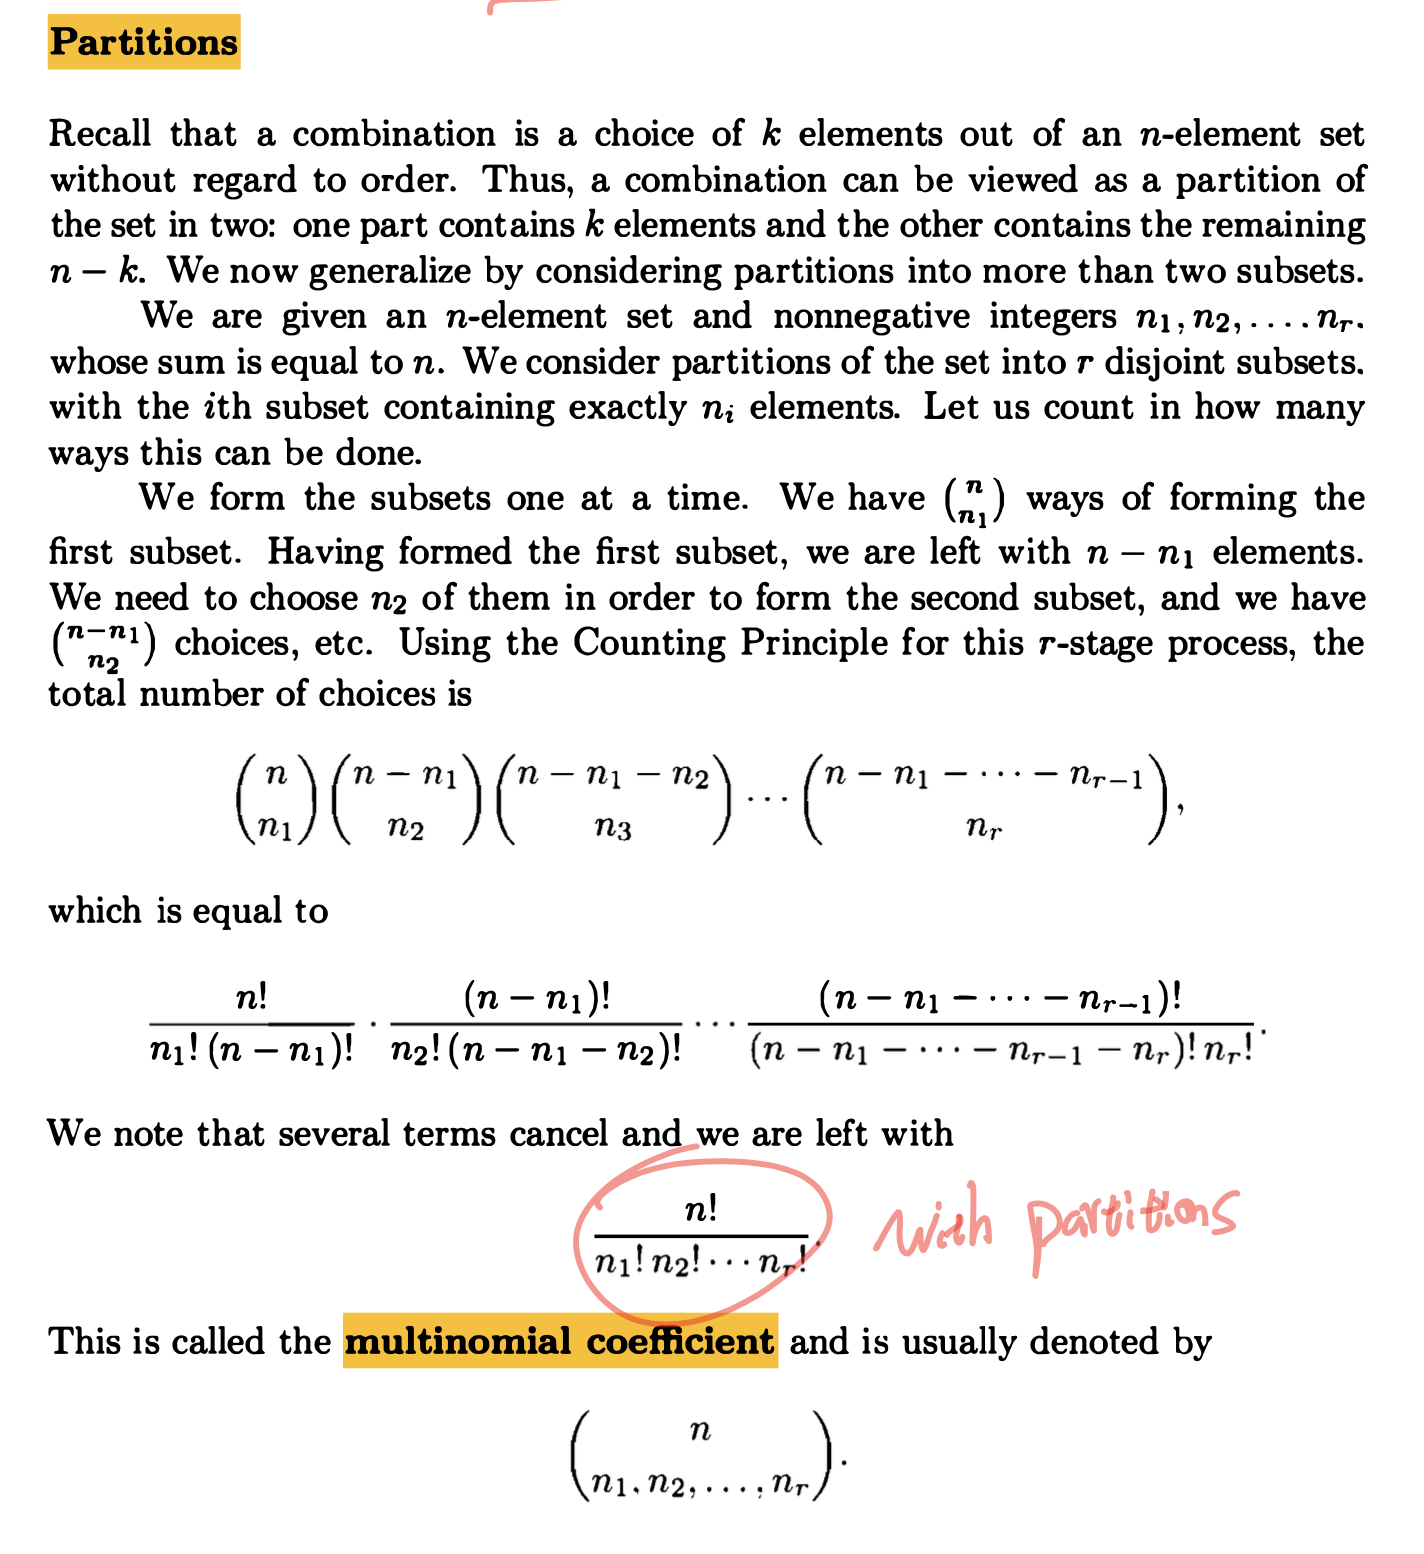 Partitions
Recall that a combination is a choice of k elements out of an n-element set
without regard to order. Thus, a combination can be viewed as a partition of
the set in two: one part contains k elements and the other contains the remaining
n − k. We now generalize by considering partitions into more than two subsets.
We are given an n-element set and nonnegative integers n₁, n₂, . . . . nᵣ.
whose sum is equal to n. We consider partitions of the set into r disjoint subsets.
with the ith subset containing exactly nᵢ elements. Let us count in how many
ways this can be done.
We form the subsets one at a time. We have \binom{n}{n_1} ways of forming the
first subset. Having formed the first subset, we are left with n − n₁ elements.
We need to choose n₂ of them in order to form the second subset, and we have
\binom{n-n_1}{n_2} choices, etc. Using the Counting Principle for this r-stage process, the
total number of choices is
\binom{n}{n_1} \binom{n-n_1}{n_2} \binom{n-n_1-n_2}{n_3} \cdots \binom{n-n_1-\cdots-n_{r-1}}{n_r},
which is equal to
\frac{n!}{n_1!\,(n-n_1)!} \cdot \frac{(n-n_1)!}{n_2!\,(n-n_1-n_2)!} \cdots \frac{(n-n_1-\cdots-n_{r-1})!}{(n-n_1-\cdots-n_{r-1}-n_r)!\,n_r!}.
We note that several terms cancel and we are left with
\frac{n!}{n_1!\,n_2! \cdots n_r!}. with partitions
This is called the multinomial coefficient and is usually denoted by
\binom{n}{n_1, n_2, \ldots, n_r}.